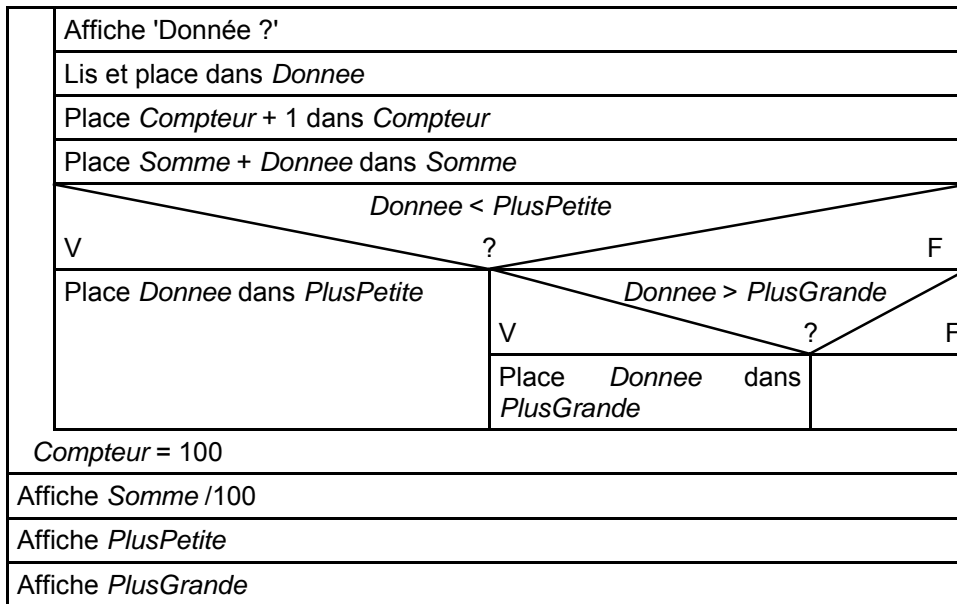 Affiche 'Donnée ?'
Lis et place dans Donnee
Place Compteur + 1 dans Compteur
Place Somme + Donnee dans Somme
Donnee < PlusPetite
V ? F
Place Donnee dans PlusPetite
Donnee > PlusGrande
V ? F
Place Donnee dans
PlusGrande
Compteur = 100
Affiche Somme /100
Affiche PlusPetite
Affiche PlusGrande